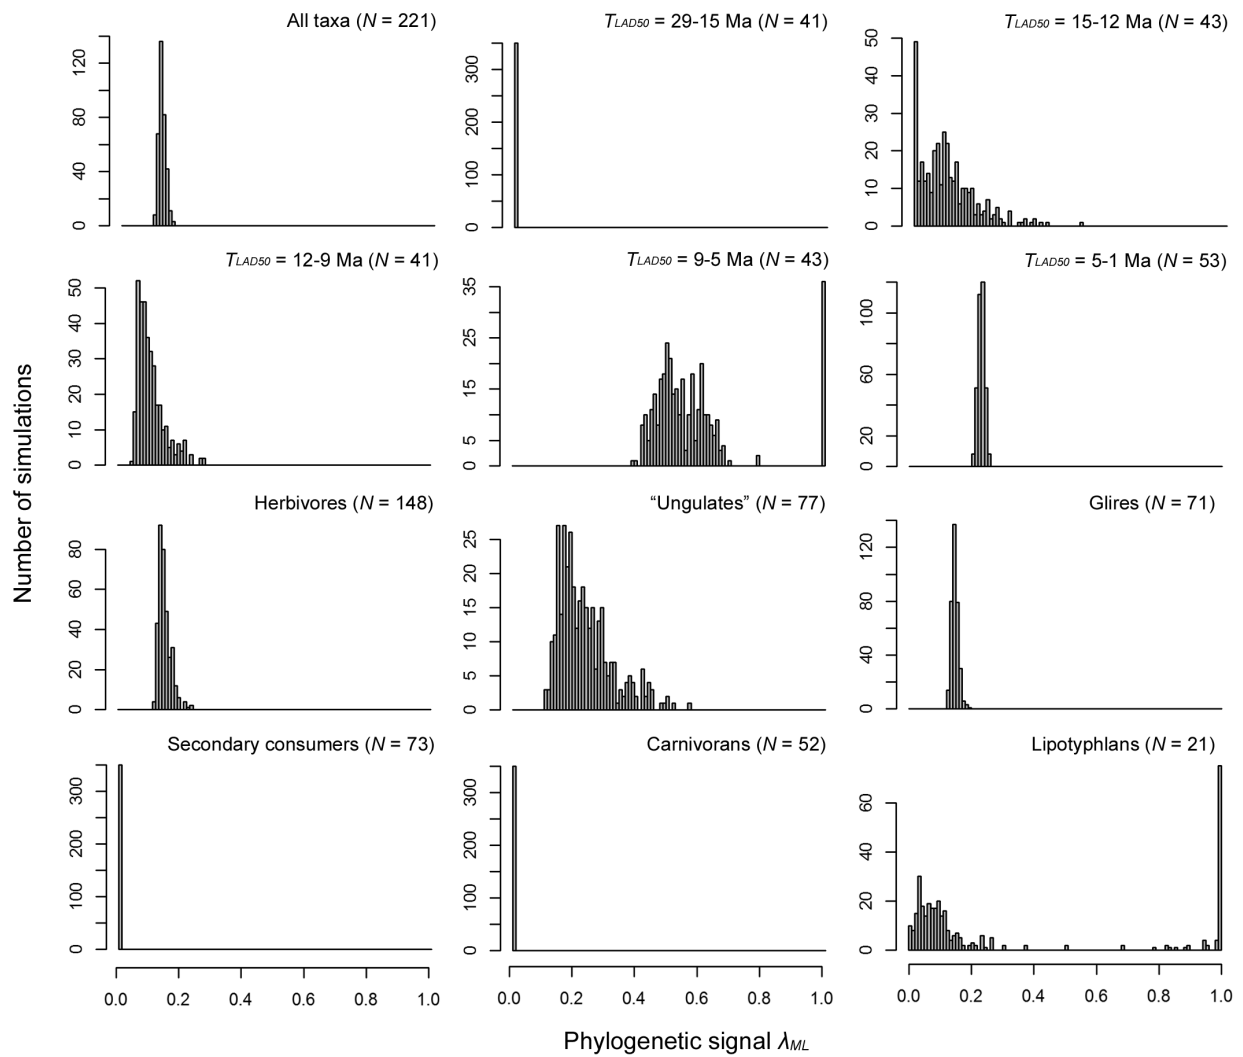 All taxa (N = 221)
TLAD50 = 29-15 Ma (N = 41)
TLAD50 = 15-12 Ma (N = 43)
0 40 80 120
0 100 200 300
0 10 20 30 40 50
TLAD50 = 12-9 Ma (N = 41)
TLAD50 = 9-5 Ma (N = 43)
TLAD50 = 5-1 Ma (N = 53)
0 10 20 30 40 50
0 5 15 25 35
0 20 60 100
Number of simulations
Herbivores (N = 148)
“Ungulates” (N = 77)
Glires (N = 71)
0 20 40 60 80
0 5 10 15 20 25
0 40 80 120
Secondary consumers (N = 73)
Carnivorans (N = 52)
Lipotyphlans (N = 21)
0 100 200 300
0 100 200 300
0 20 40 60
0.0 0.2 0.4 0.6 0.8 1.0
0.0 0.2 0.4 0.6 0.8 1.0
0.0 0.2 0.4 0.6 0.8 1.0
Phylogenetic signal λML